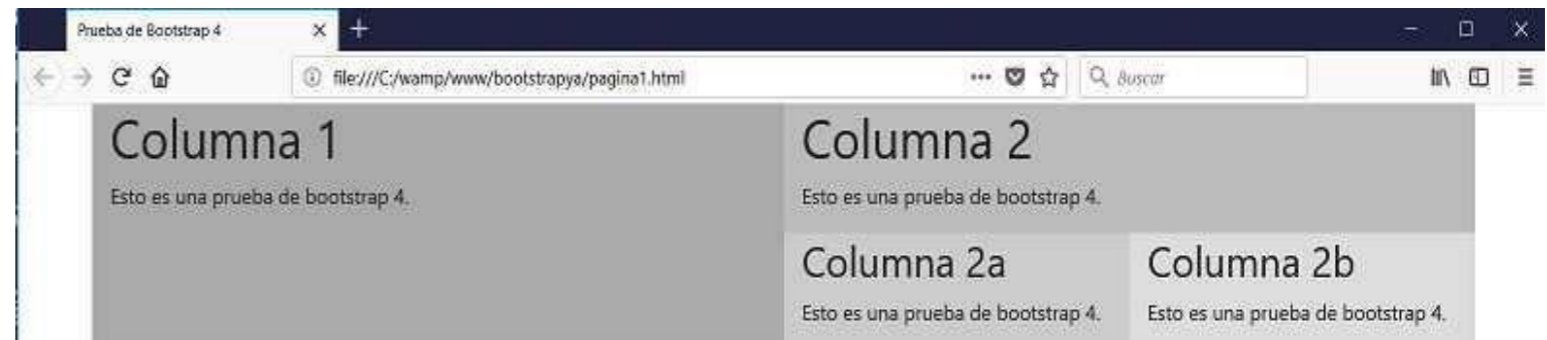 Prueba de Bootstrap 4
file:///C:/wamp/www/bootstrapya/pagina1.html
Buscar
Columna 1
Esto es una prueba de bootstrap 4.
Columna 2
Esto es una prueba de bootstrap 4.
Columna 2a
Esto es una prueba de bootstrap 4.
Columna 2b
Esto es una prueba de bootstrap 4.